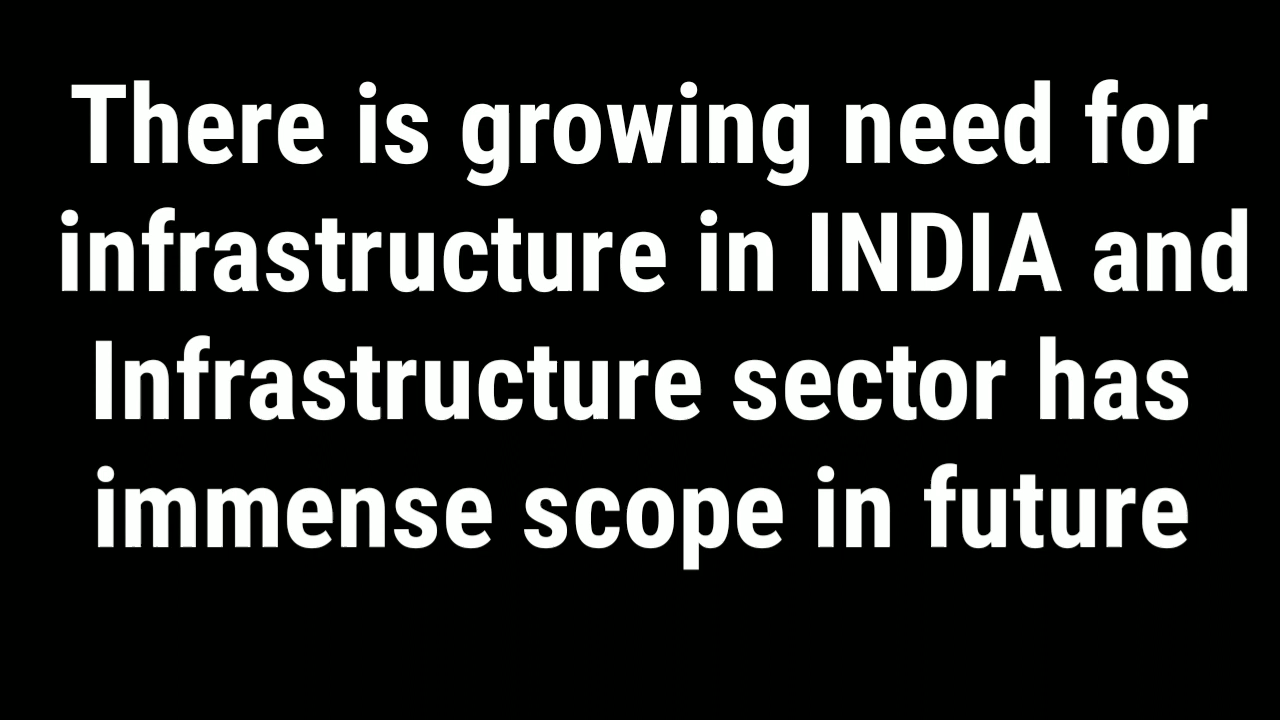 There is growing need for
infrastructure in INDIA and
Infrastructure sector has
immense scope in future